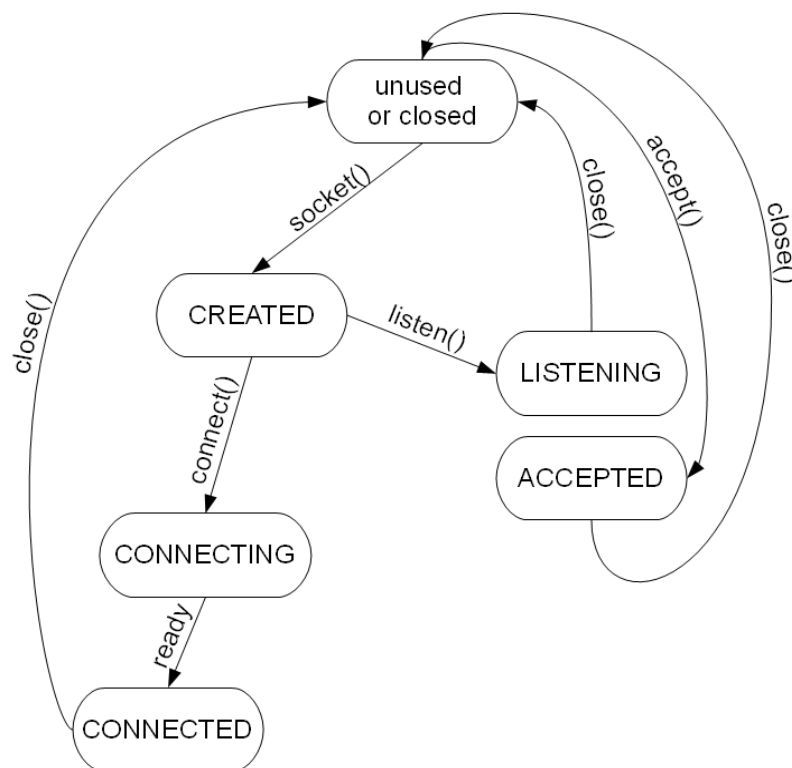 unused
or closed
socket()
close()
accept()
close()
close()
CREATED
listen()
LISTENING
connect()
ACCEPTED
CONNECTING
ready
CONNECTED